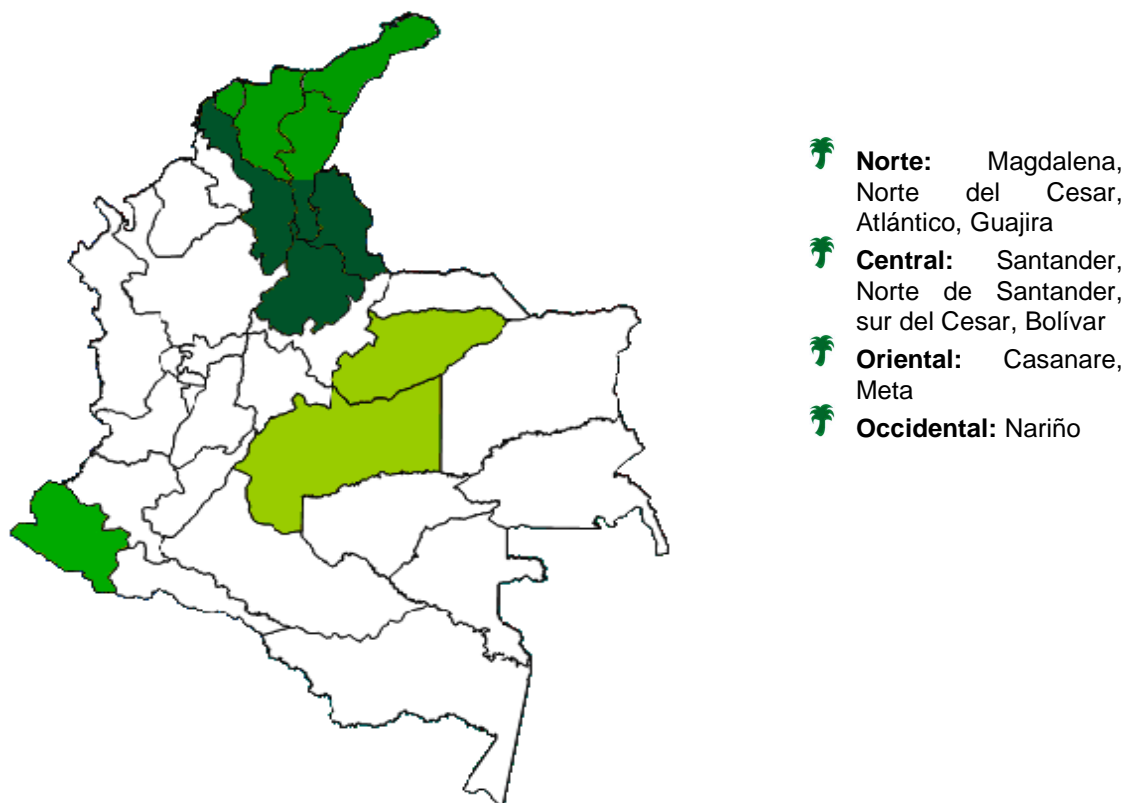 Norte: Magdalena,
Norte del Cesar,
Atlántico, Guajira
Central: Santander,
Norte de Santander,
sur del Cesar, Bolívar
Oriental: Casanare,
Meta
Occidental: Nariño